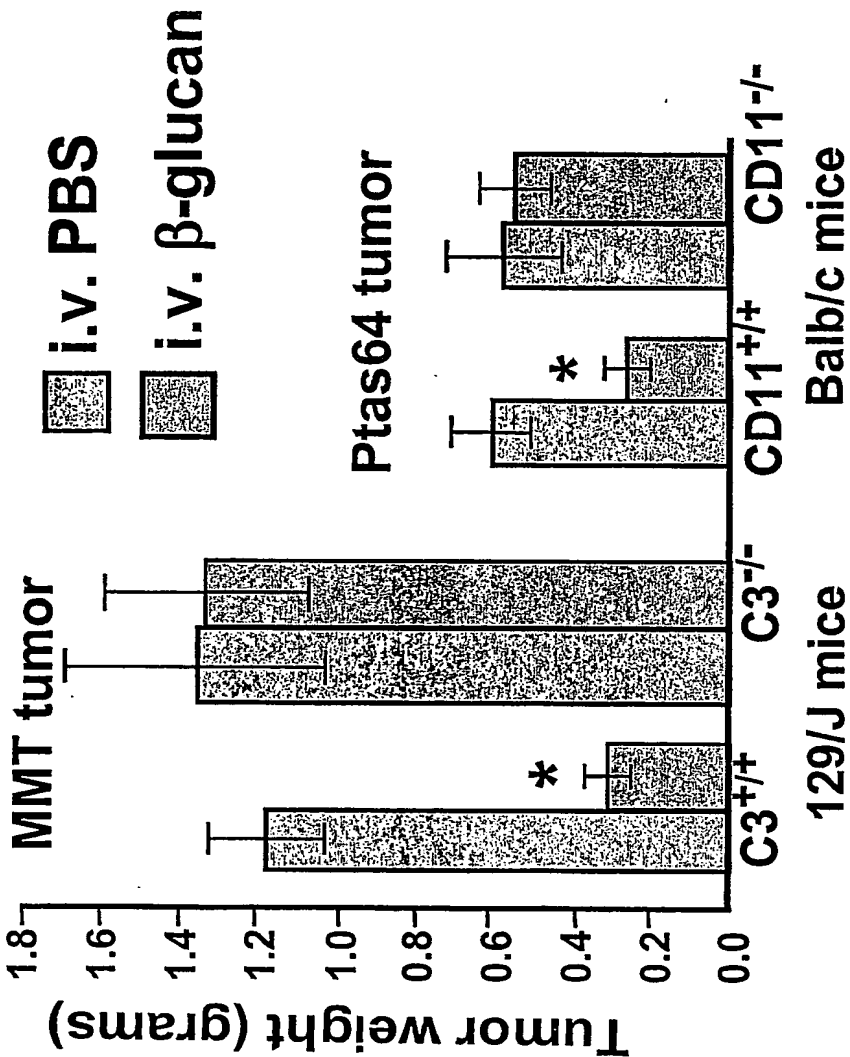 MMT tumor
i.v. PBS
i.v. β-glucan
Ptas64 tumor
*
*
Tumor weight (grams)
1.8
1.6
1.4
1.2
1.0
0.8
0.6
0.4
0.2
0.0
C3+/+
C3-/-
CD11+/+
CD11-/-
129/J mice
Balb/c mice